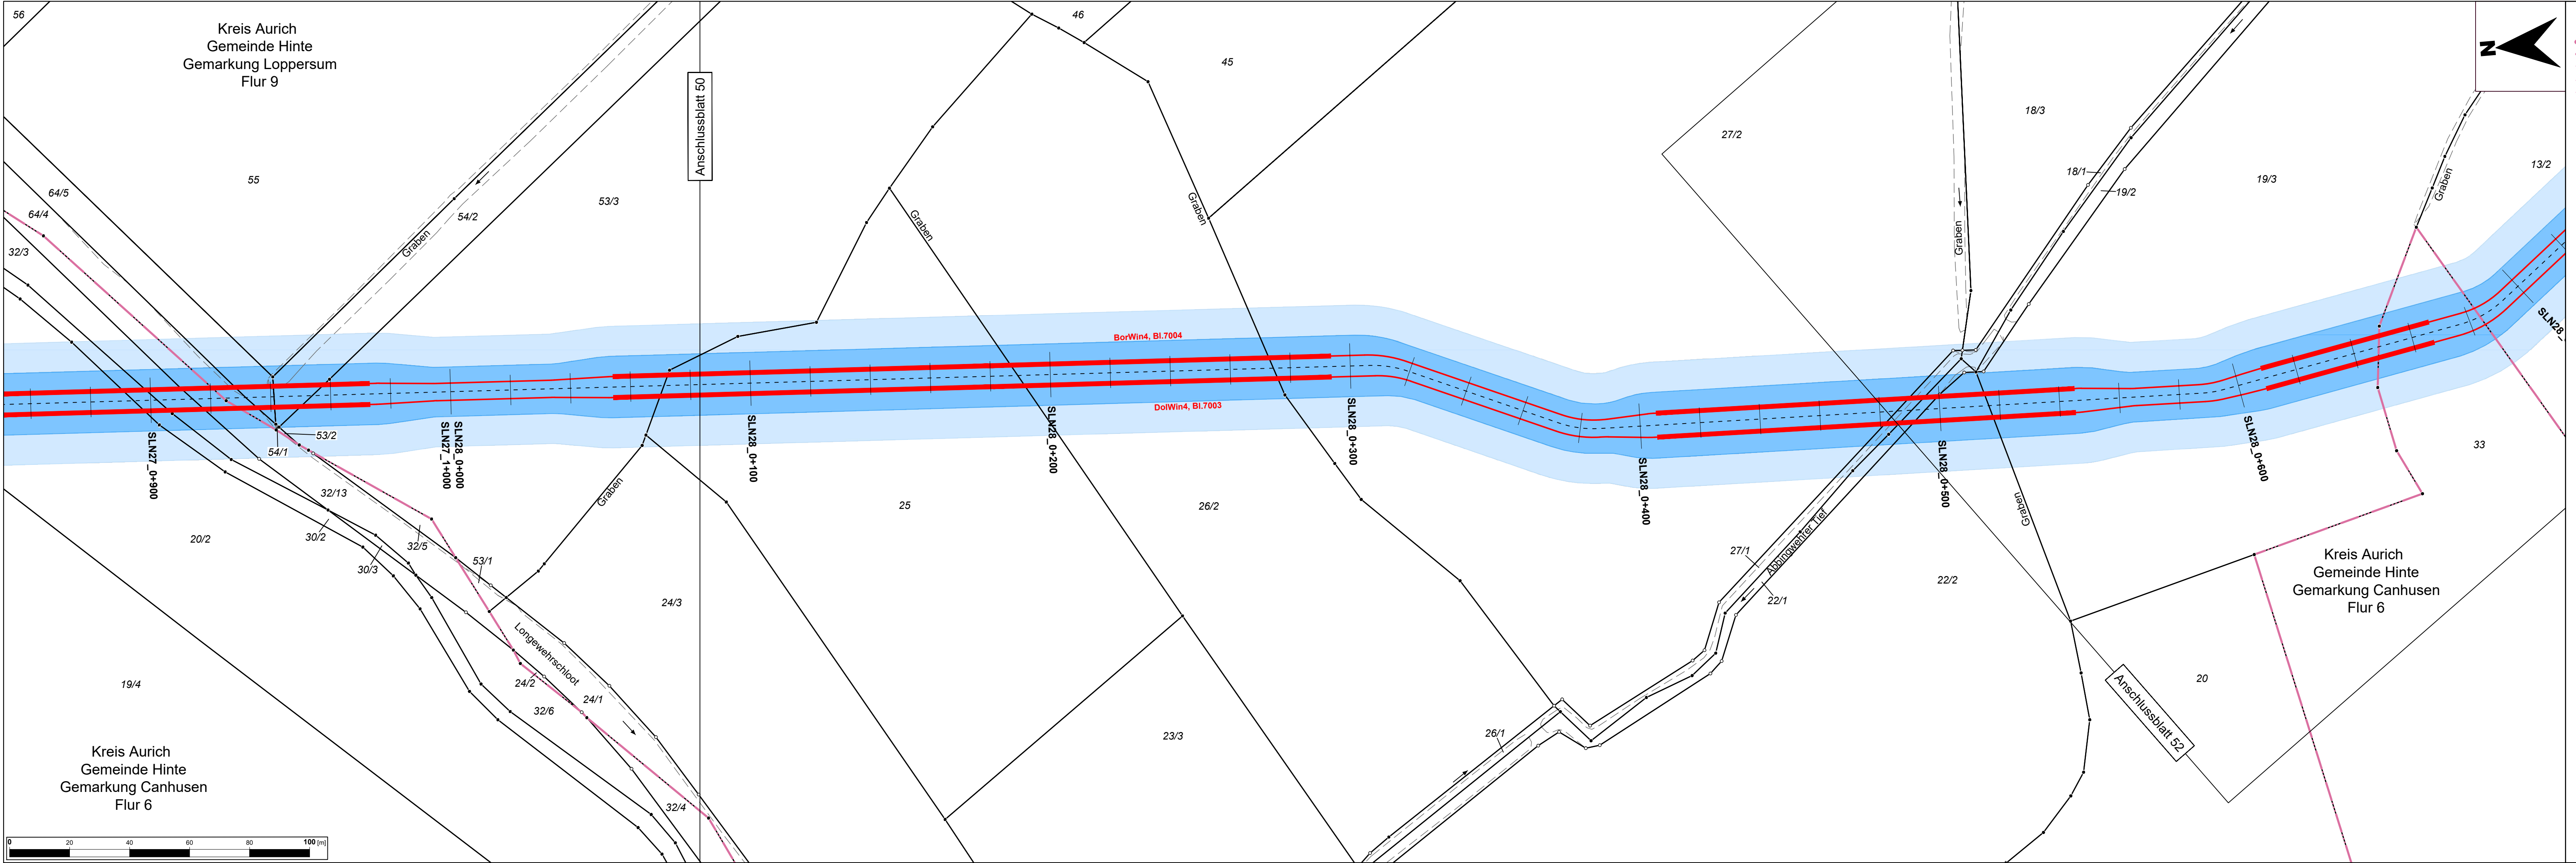 56
Kreis Aurich
Gemeinde Hinte
Gemarkung Loppersum
Flur 9
55
64/5
64/4
32/3
54/2
Graben
53/3
Anschlussblatt 50
46
45
Graben
Graben
27/2
Graben
18/3
18/1
19/2
19/3
Graben
13/2
N
BorWin4, Bl.7004
DolWin4, Bl.7003
SLN27_0+900
SLN27_1+000
SLN28_0+000
SLN28_0+100
SLN28_0+200
SLN28_0+300
SLN28_0+400
SLN28_0+500
SLN28_0+600
SLN28_
53/2
54/1
32/13
20/2
30/2
30/3
32/5
53/1
Graben
24/3
25
26/2
27/1
Abbingwehrer Tief
22/1
22/2
Graben
33
Kreis Aurich
Gemeinde Hinte
Gemarkung Canhusen
Flur 6
20
Anschlussblatt 52
19/4
Longewehrschloot
24/2
24/1
32/6
32/4
23/3
26/1
Kreis Aurich
Gemeinde Hinte
Gemarkung Canhusen
Flur 6
0 20 40 60 80 100 [m]